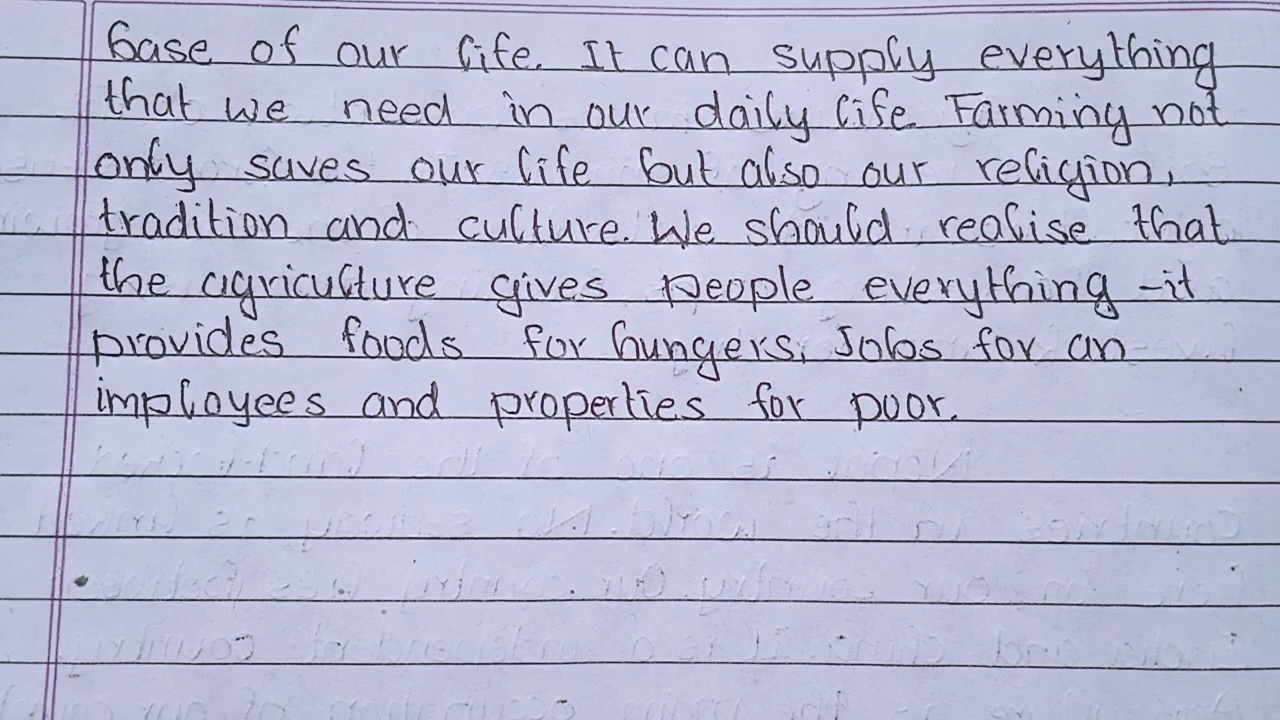 base of our life. It can supply everything
that we need in our daily life. Farming not
only saves our life but also our religion,
tradition and culture. We should realise that
the agriculture gives people everything -it
provides foods for hungers, Jobs for an
imployees and properties for poor.